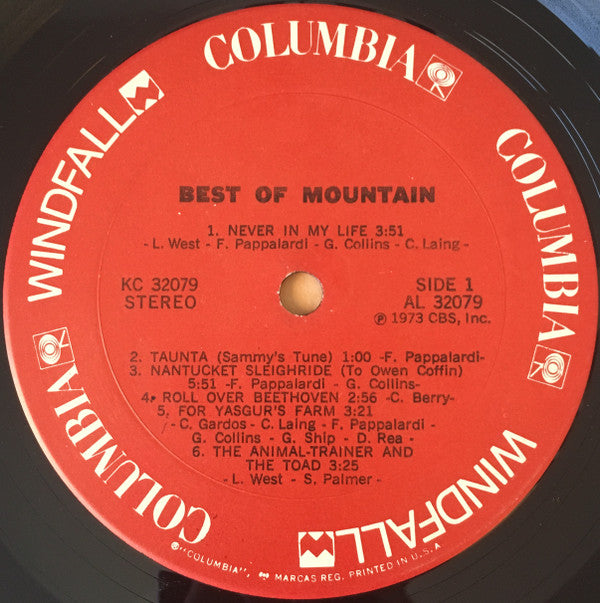 COLUMBIA
COLUMBIA
WINDFALL
COLUMBIA
WINDFALL
BEST OF MOUNTAIN
1. NEVER IN MY LIFE 3:51
- L. West - F. Pappalardi - G. Collins - C. Laing -
KC 32079
STEREO
SIDE 1
AL 32079
℗ 1973 CBS, Inc.
2. TAUNTA (Sammy's Tune) 1:00 -F. Pappalardi-
3. NANTUCKET SLEIGHRIDE (To Owen Coffin)
5:51 -F. Pappalardi - G. Collins-
4. ROLL OVER BEETHOVEN 2:56 -C. Berry-
5. FOR YASGUR'S FARM 3:21
- C. Gardos - C. Laing - F. Pappalardi -
G. Collins - G. Ship - D. Rea -
6. THE ANIMAL-TRAINER AND
THE TOAD 3:25
- L. West - S. Palmer -
®"COLUMBIA", MARCAS REG. PRINTED IN U.S.A